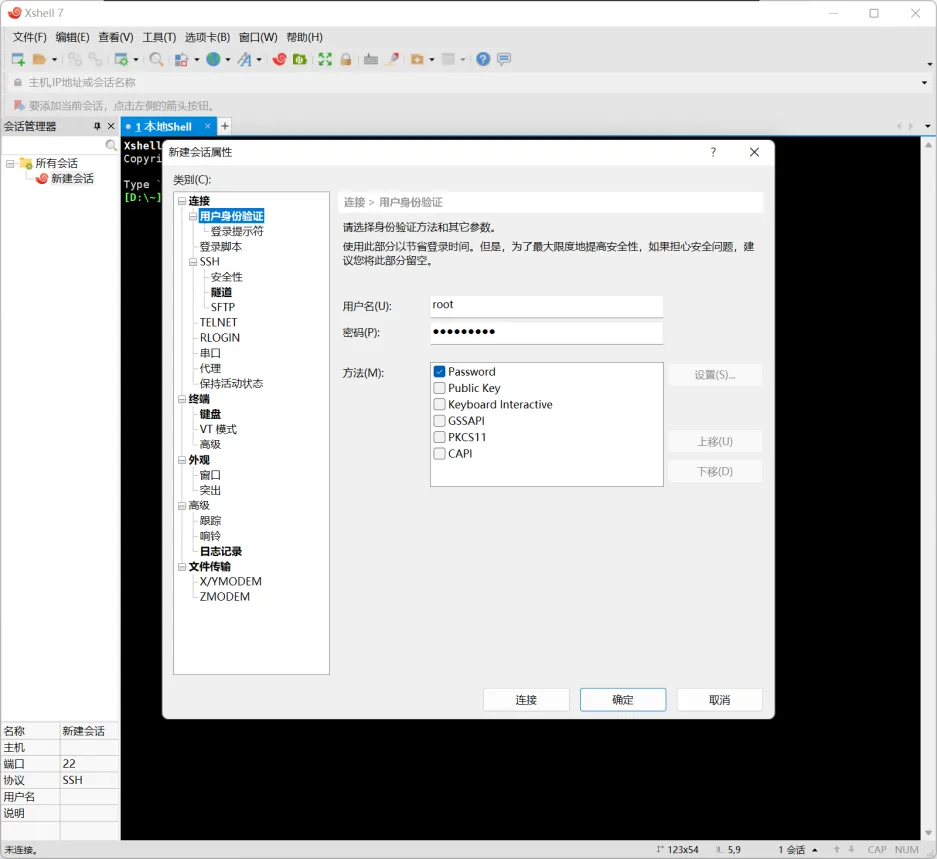 Xshell 7
文件(F) 编辑(E) 查看(V) 工具(T) 选项卡(B) 窗口(W) 帮助(H)
主机,IP地址或会话名称
要添加当前会话，点击左侧的箭头按钮。
会话管理器
1 本地Shell
所有会话
新建会话
Xshell
Copyri
Type `
[D:\~]
新建会话属性
类别(C):
连接
用户身份验证
登录提示符
登录脚本
SSH
安全性
隧道
SFTP
TELNET
RLOGIN
串口
代理
保持活动状态
终端
键盘
VT 模式
高级
外观
窗口
突出
高级
跟踪
响铃
日志记录
文件传输
X/YMODEM
ZMODEM
连接 > 用户身份验证
请选择身份验证方法和其它参数。
使用此部分以节省登录时间。但是，为了最大限度地提高安全性，如果担心安全问题，建
议您将此部分留空。
用户名(U): root
密码(P): ●●●●●●●●●
方法(M):
Password
Public Key
Keyboard Interactive
GSSAPI
PKCS11
CAPI
设置(S)...
上移(U)
下移(D)
连接 确定 取消
名称 新建会话
主机
端口 22
协议 SSH
用户名
说明
未连接。 123x54 5,9 1 会话 CAP NUM